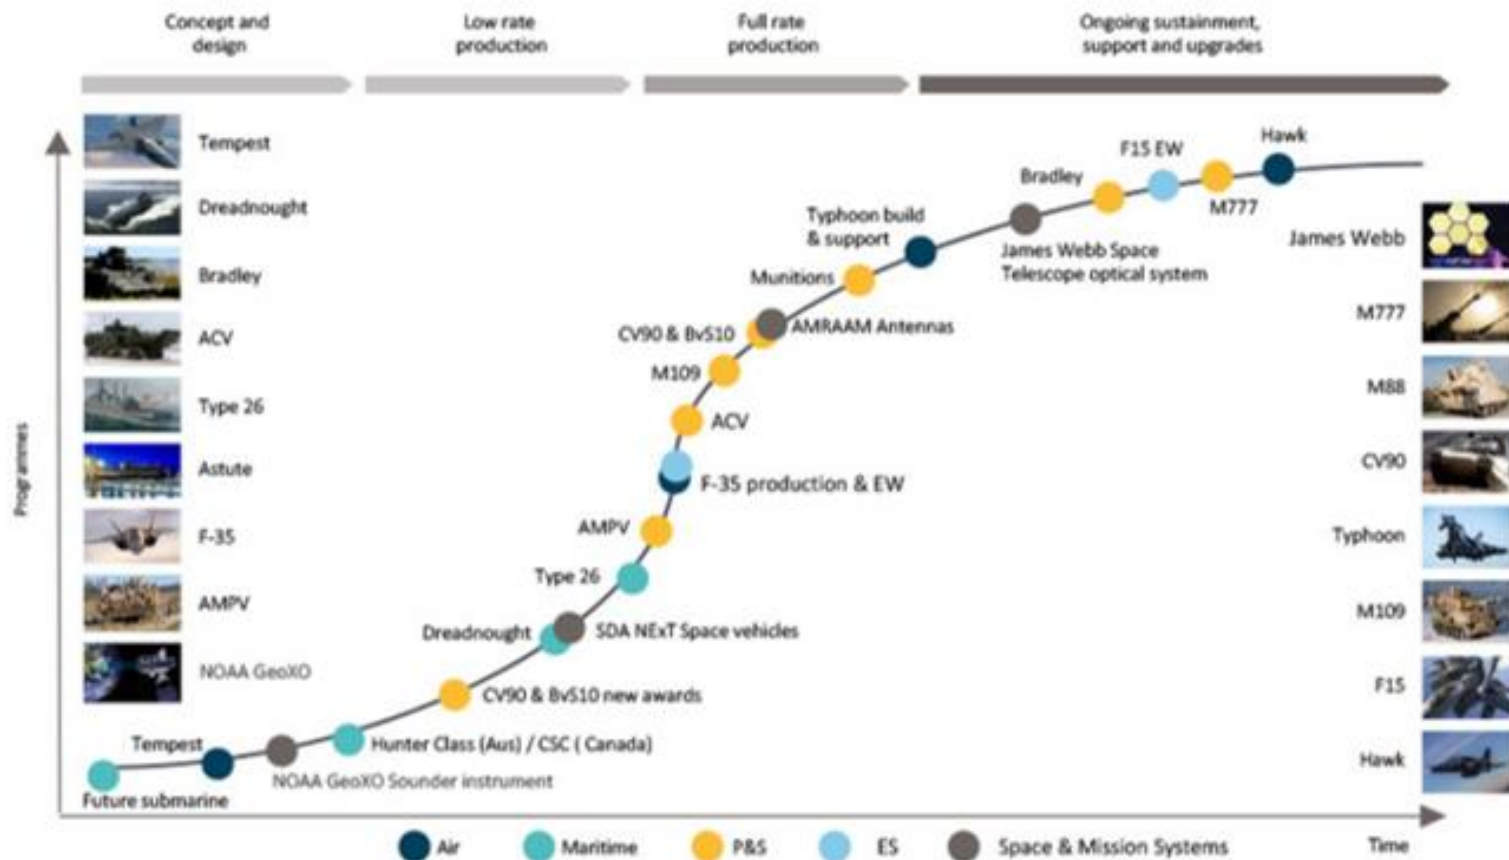 Concept and
design
Low rate
production
Full rate
production
Ongoing sustainment,
support and upgrades
Programmes
Tempest
Dreadnought
Bradley
ACV
Type 26
Astute
F-35
AMPV
NOAA GeoXO
Hawk
F15 EW
Bradley
M777
Typhoon build
& support
James Webb Space
Telescope optical system
Munitions
CV90 & BvS10
AMRAAM Antennas
M109
ACV
F-35 production & EW
AMPV
Type 26
Dreadnought
SDA NExT Space vehicles
CV90 & BvS10 new awards
Hunter Class (Aus) / CSC ( Canada)
Tempest
NOAA GeoXO Sounder instrument
Future submarine
James Webb
M777
M88
CV90
Typhoon
M109
F15
Hawk
Air
Maritime
P&S
ES
Space & Mission Systems
Time